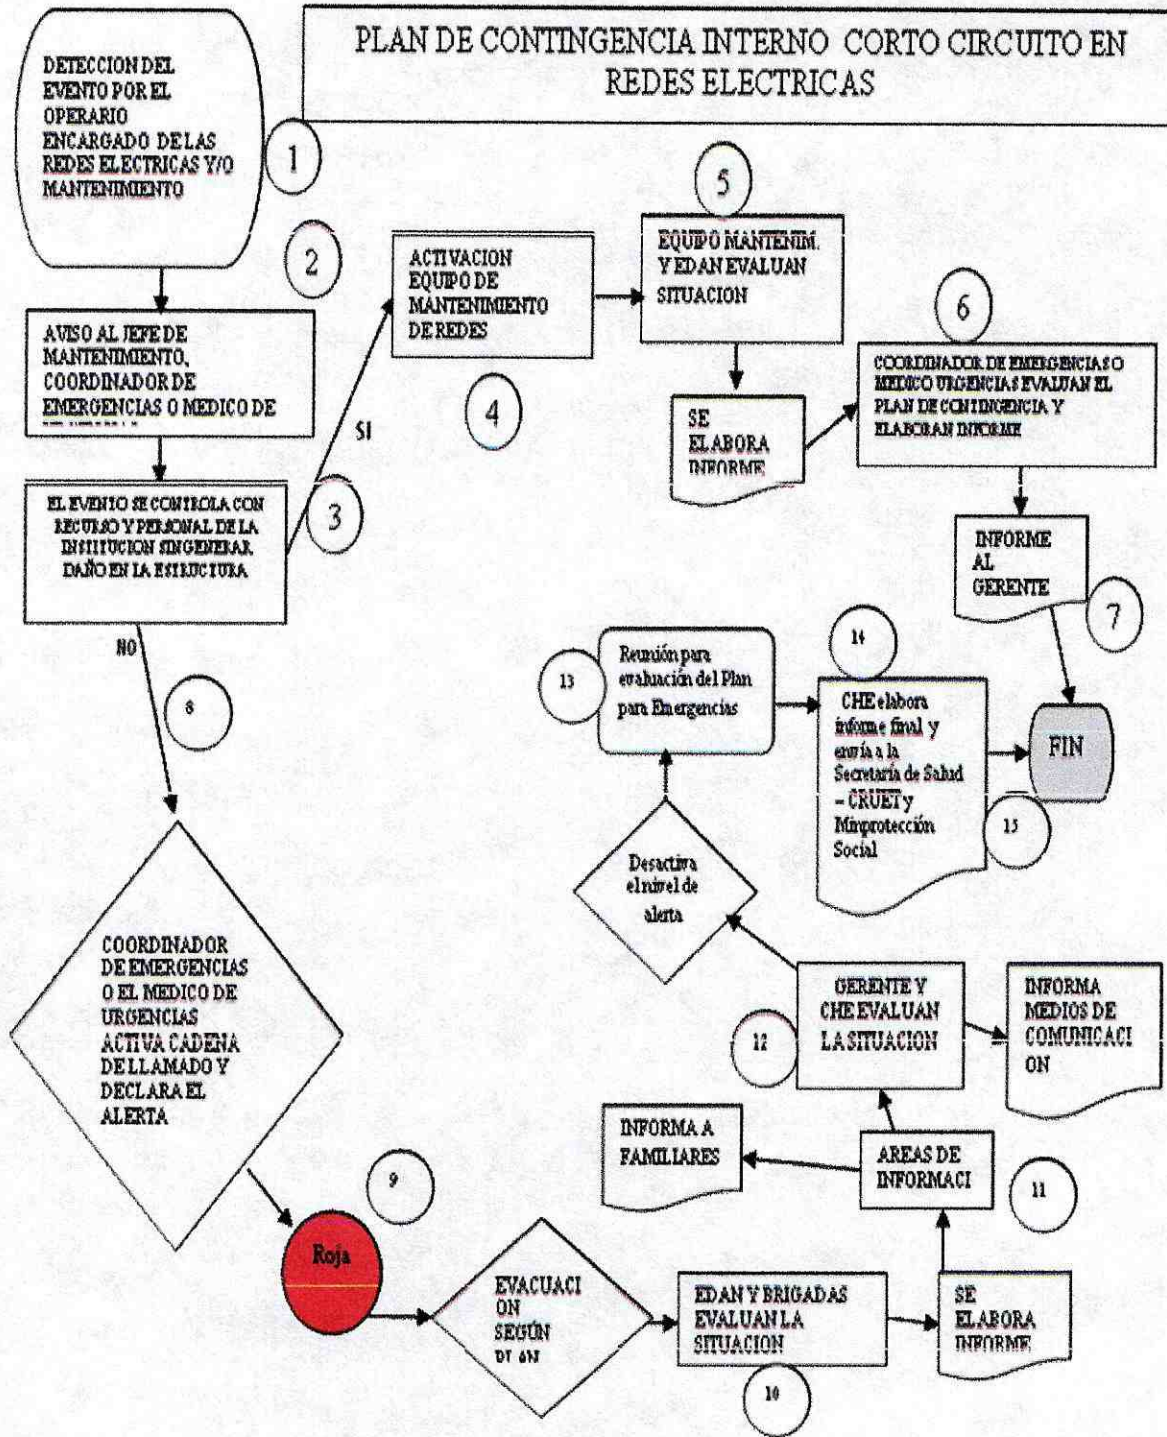 PLAN DE CONTINGENCIA INTERNO CORTO CIRCUITO EN
REDES ELECTRICAS
DETECCION DEL
EVENTO POR EL
OPERARIO
ENCARGADO DE LAS
REDES ELECTRICAS Y/O
MANTENIMIENTO
1
2
AVISO AL JEFE DE
MANTENIMIENTO,
COORDINADOR DE
EMERGENCIAS O MEDICO DE
EL EVENTO SE CONTROLA CON
RECURSO Y PERSONAL DE LA
INSTITUCION SIN GENERAR
DAÑO EN LA ESTRUCTURA
3
SI
ACTIVACION
EQUIPO DE
MANTENIMIENTO
DE REDES
4
5
EQUIPO MANTENIM.
Y EDAN EVALUAN
SITUACION
SE
ELABORA
INFORME
6
COORDINADOR DE EMERGENCIAS O
MEDICO URGENCIAS EVALUAN EL
PLAN DE CONTINGENCIA Y
ELABORAN INFORME
INFORME
AL
GERENTE
7
NO
8
COORDINADOR
DE EMERGENCIAS
O EL MEDICO DE
URGENCIAS
ACTIVA CADENA
DE LLAMADO Y
DECLARA EL
ALERTA
9
Roja
EVACUACI
ON
SEGÚN
EDAN Y BRIGADAS
EVALUAN LA
SITUACION
10
SE
ELABORA
INFORME
AREAS DE
INFORMACI
11
INFORMA A
FAMILIARES
12
GERENTE Y
CHE EVALUAN
LA SITUACION
INFORMA
MEDIOS DE
COMUNICACI
ON
Desactiva
el nivel de
alerta
13
Reunión para
evaluación del Plan
para Emergencias
14
CHE elabora
informe final y
envía a la
Secretaría de Salud
– CRUET y
Minprotección
Social
15
FIN